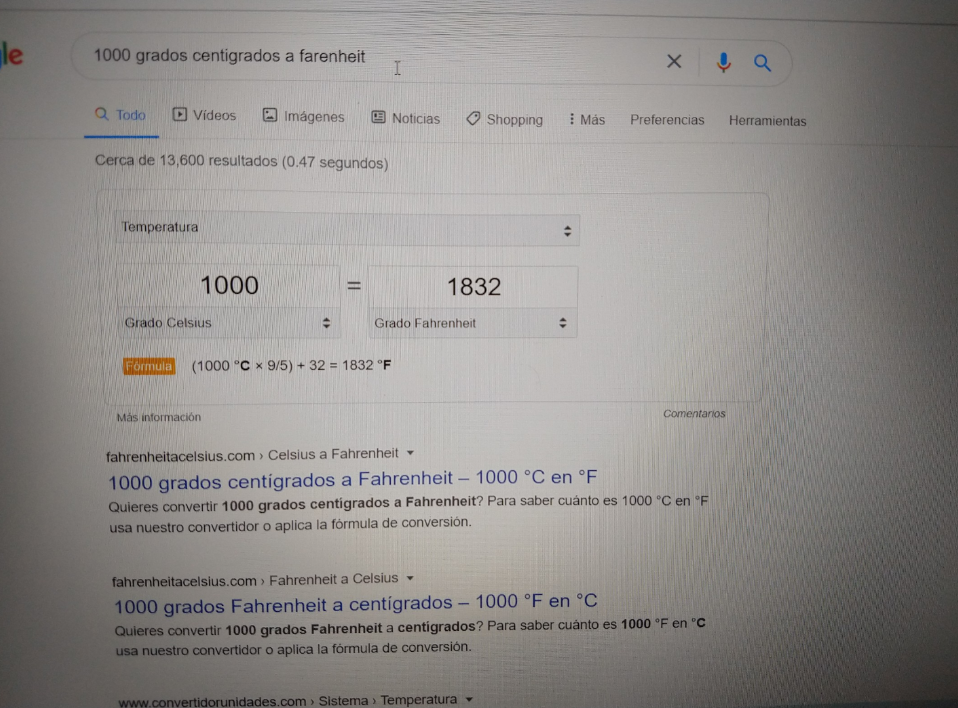 le
1000 grados centigrados a farenheit
Todo Vídeos Imágenes Noticias Shopping Más Preferencias Herramientas
Cerca de 13,600 resultados (0.47 segundos)
Temperatura
1000 = 1832
Grado Celsius Grado Fahrenheit
Fórmula (1000 °C × 9/5) + 32 = 1832 °F
Más información Comentarios
fahrenheitacelsius.com › Celsius a Fahrenheit
1000 grados centígrados a Fahrenheit – 1000 °C en °F
Quieres convertir 1000 grados centigrados a Fahrenheit? Para saber cuánto es 1000 °C en °F
usa nuestro convertidor o aplica la fórmula de conversión.
fahrenheitacelsius.com › Fahrenheit a Celsius
1000 grados Fahrenheit a centígrados – 1000 °F en °C
Quieres convertir 1000 grados Fahrenheit a centigrados? Para saber cuánto es 1000 °F en °C
usa nuestro convertidor o aplica la fórmula de conversión.
www.convertidorunidades.com › Sistema › Temperatura